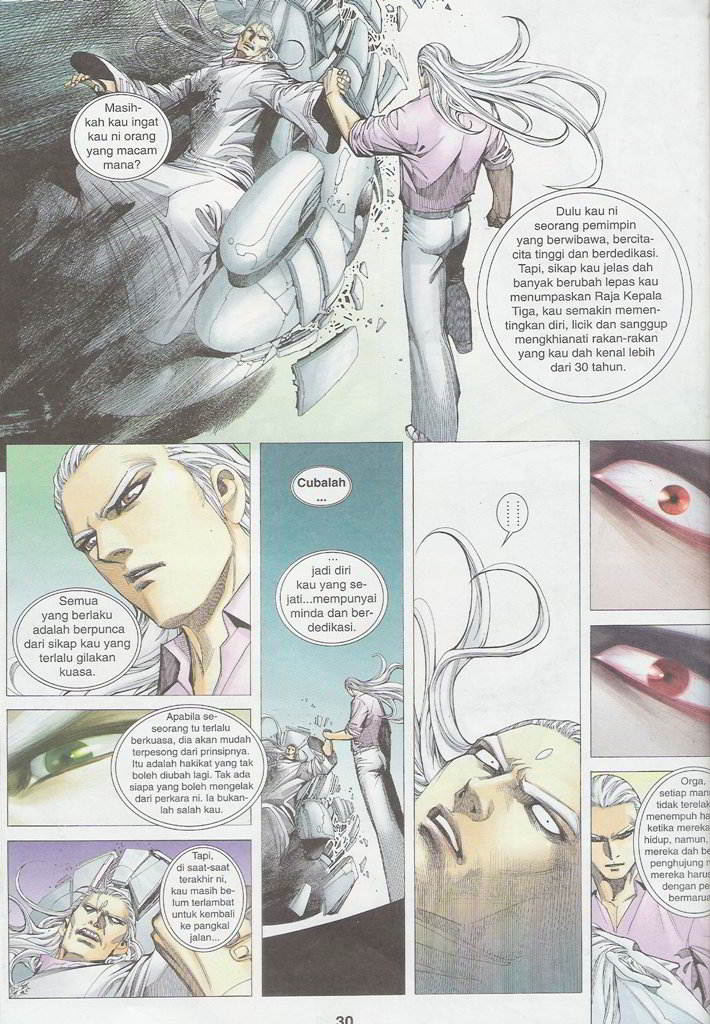 Masih-
kah kau ingat
kau ni orang
yang macam
mana?
Dulu kau ni
seorang pemimpin
yang berwibawa, bercita-
cita tinggi dan berdedikasi.
Tapi, sikap kau jelas dah
banyak berubah lepas kau
menumpaskan Raja Kepala
Tiga, kau semakin memen-
tingkan diri, licik dan sanggup
mengkhianati rakan-rakan
yang kau dah kenal lebih
dari 30 tahun.
Semua
yang berlaku
adalah berpunca
dari sikap kau yang
terlalu gilakan
kuasa.
Apabila se-
seorang tu terlalu
berkuasa, dia akan mudah
terpesong dari prinsipnya.
Itu adalah hakikat yang tak
boleh diubah lagi. Tak ada
siapa yang boleh mengelak
dari perkara ni. Ia bukan-
lah salah kau.
Tapi,
di saat-saat
terakhir ni,
kau masih be-
lum terlambat
untuk kembali
ke pangkal
jalan...
Cubalah
...
...
jadi diri
kau yang se-
jati...mempunyai
minda dan ber-
dedikasi.
......
Orga,
setiap
tidak
menempuh
ketika mereka
hidup, namun,
mereka dah
penghujung
mereka
dengan
30